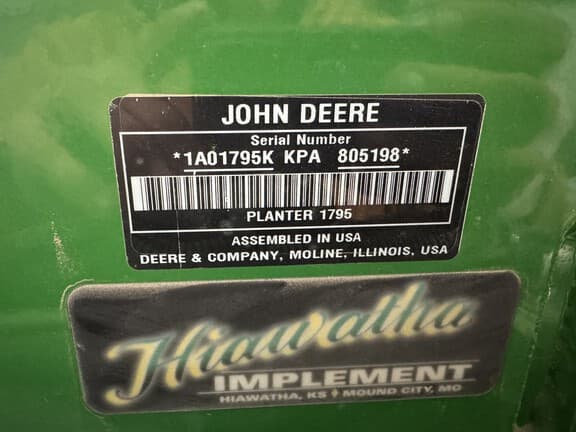 JOHN DEERE
Serial Number
*1A01795K KPA 805198*
PLANTER 1795
ASSEMBLED IN USA
DEERE & COMPANY, MOLINE, ILLINOIS, USA
Hiawatha
IMPLEMENT
HIAWATHA, KS MOUND CITY, MO